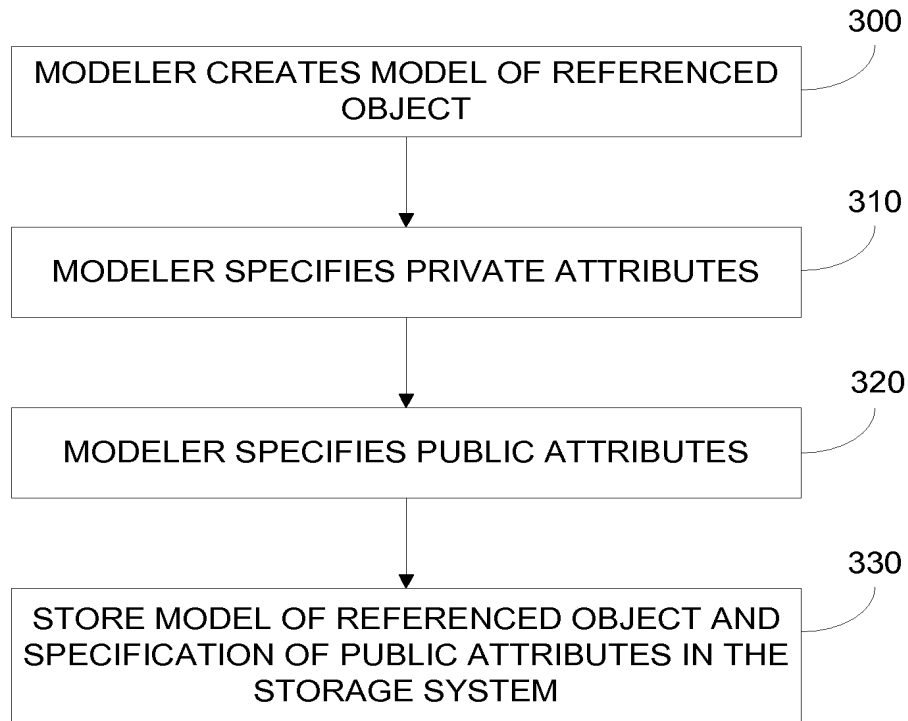 300
MODELER CREATES MODEL OF REFERENCED
OBJECT
310
MODELER SPECIFIES PRIVATE ATTRIBUTES
320
MODELER SPECIFIES PUBLIC ATTRIBUTES
330
STORE MODEL OF REFERENCED OBJECT AND
SPECIFICATION OF PUBLIC ATTRIBUTES IN THE
STORAGE SYSTEM